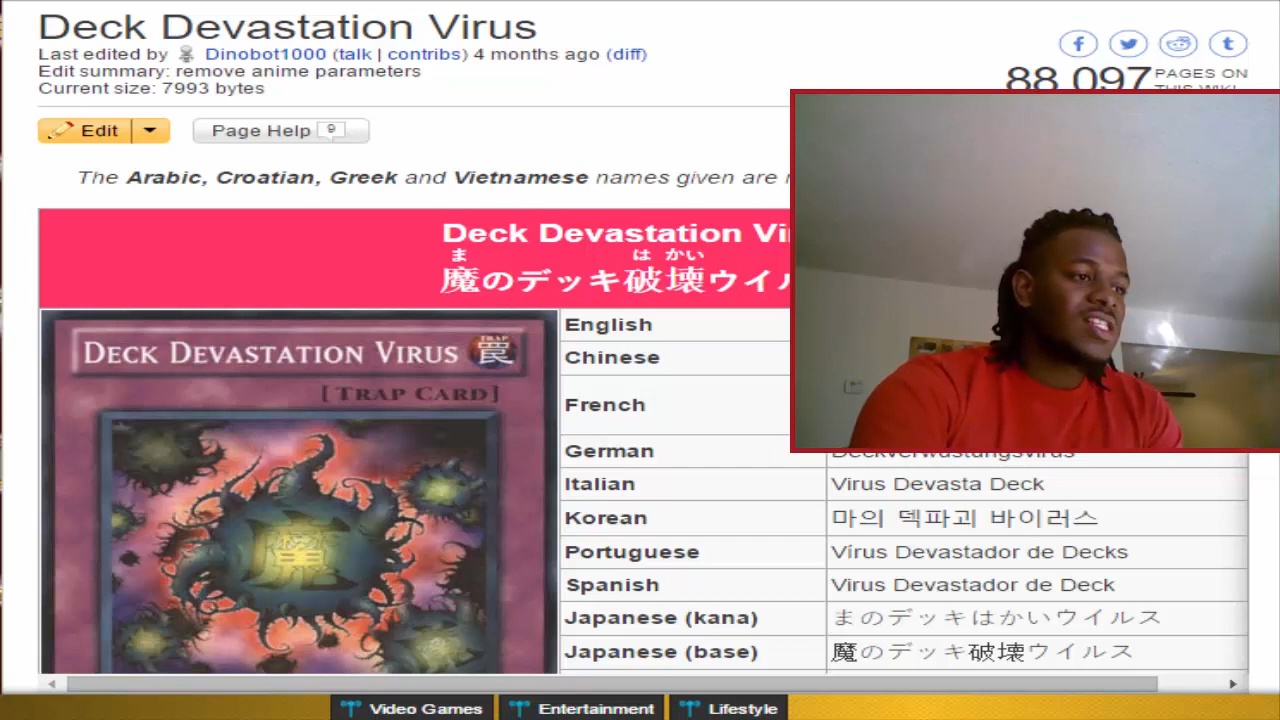 Deck Devastation Virus
Last edited by Dinobot1000 (talk | contribs) 4 months ago (diff)
Edit summary: remove anime parameters
Current size: 7993 bytes
88,097 PAGES ON
THIS WIKI
Edit
Page Help 9
The Arabic, Croatian, Greek and Vietnamese names given are
Deck Devastation Vi
ま は かい
魔のデッキ破壊ウイル
DECK DEVASTATION VIRUS
TRAP
罠
[TRAP CARD]
魔
English
Chinese
French
German Deckverwüstungsvirus
Italian Virus Devasta Deck
Korean 마의 덱파괴 바이러스
Portuguese Vírus Devastador de Decks
Spanish Virus Devastador de Deck
Japanese (kana) まのデッキはかいウイルス
Japanese (base) 魔のデッキ破壊ウイルス
Video Games Entertainment Lifestyle